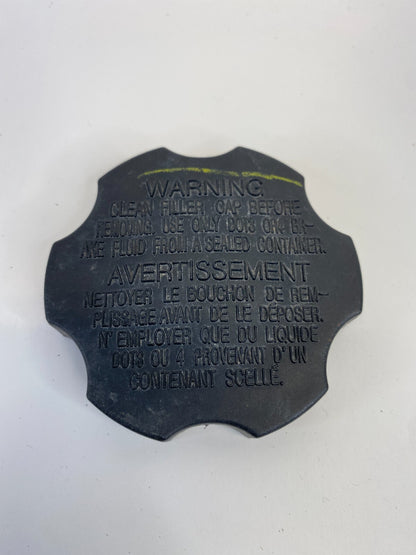 WARNING
CLEAN FILLER CAP BEFORE
REMOVING. USE ONLY DOT3 OR4 BR-
AKE FLUID FROM A SEALED CONTAINER.
AVERTISSEMENT
NETTOYER LE BOUCHON DE REM-
PLISSAGE AVANT DE LE DÉPOSER.
N'EMPLOYER QUE DU LIQUIDE
DOT3 OU 4 PROVENANT D'UN
CONTENANT SCELLÉ.